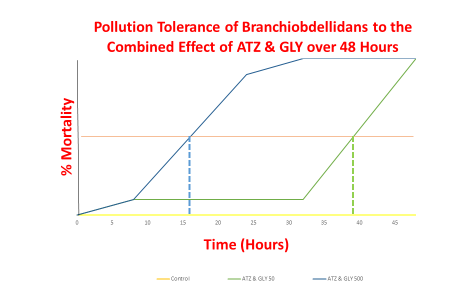 Pollution Tolerance of Branchiobdellidans to the
Combined Effect of ATZ & GLY over 48 Hours
% Mortality
0 5 10 15 20 25 30 35 40 45
Time (Hours)
Control ATZ & GLY 50 ATZ & GLY 500